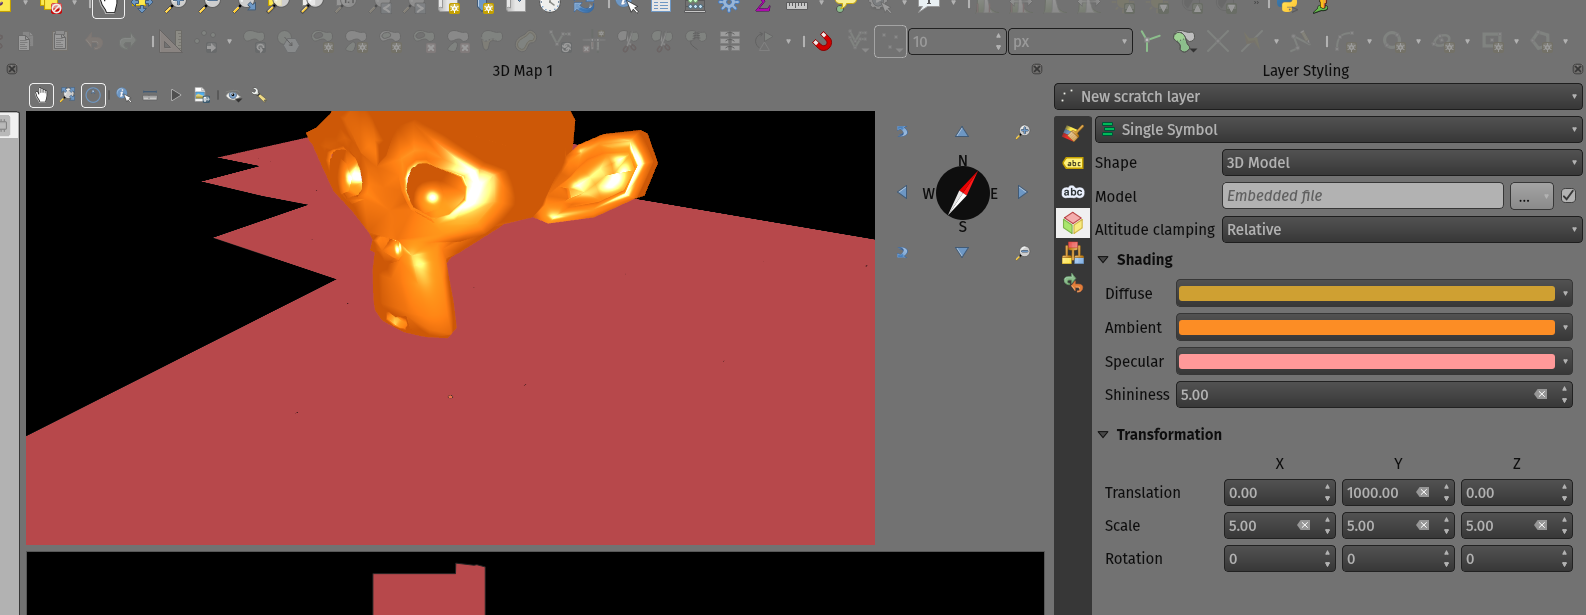 10 px
3D Map 1
Layer Styling
New scratch layer
abc
abc
Single Symbol
Shape 3D Model
Model Embedded file ...
Altitude clamping Relative
Shading
Diffuse
Ambient
Specular
Shininess 5.00
Transformation
X Y Z
Translation 0.00 1000.00 0.00
Scale 5.00 5.00 5.00
Rotation 0 0 0
N
W E
S